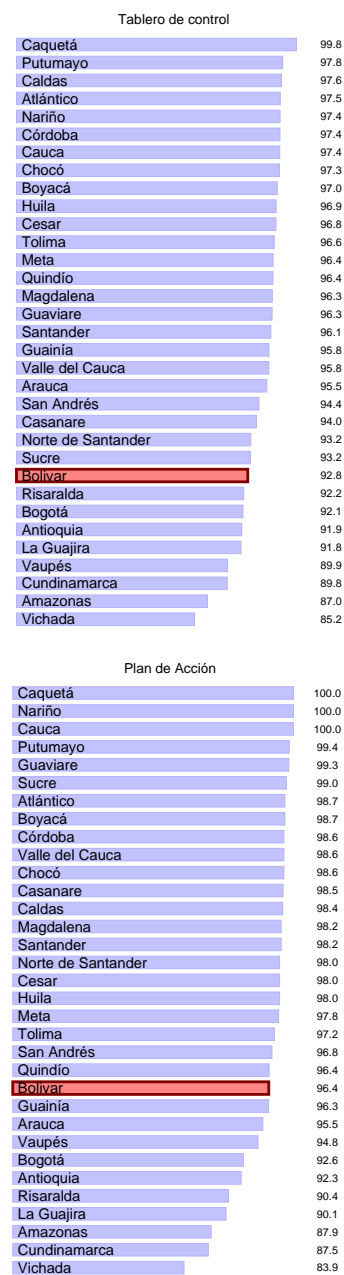 Tablero de control
Caquetá 99.8
Putumayo 97.8
Caldas 97.6
Atlántico 97.5
Nariño 97.4
Córdoba 97.4
Cauca 97.4
Chocó 97.3
Boyacá 97.0
Huila 96.9
Cesar 96.8
Tolima 96.6
Meta 96.4
Quindío 96.4
Magdalena 96.3
Guaviare 96.3
Santander 96.1
Guainía 95.8
Valle del Cauca 95.8
Arauca 95.5
San Andrés 94.4
Casanare 94.0
Norte de Santander 93.2
Sucre 93.2
Bolivar 92.8
Risaralda 92.2
Bogotá 92.1
Antioquia 91.9
La Guajira 91.8
Vaupés 89.9
Cundinamarca 89.8
Amazonas 87.0
Vichada 85.2
Plan de Acción
Caquetá 100.0
Nariño 100.0
Cauca 100.0
Putumayo 99.4
Guaviare 99.3
Sucre 99.0
Atlántico 98.7
Boyacá 98.7
Córdoba 98.6
Valle del Cauca 98.6
Chocó 98.6
Casanare 98.5
Caldas 98.4
Magdalena 98.2
Santander 98.2
Norte de Santander 98.0
Cesar 98.0
Huila 98.0
Meta 97.8
Tolima 97.2
San Andrés 96.8
Quindío 96.4
Bolivar 96.4
Guainía 96.3
Arauca 95.5
Vaupés 94.8
Bogotá 92.6
Antioquia 92.3
Risaralda 90.4
La Guajira 90.1
Amazonas 87.9
Cundinamarca 87.5
Vichada 83.9